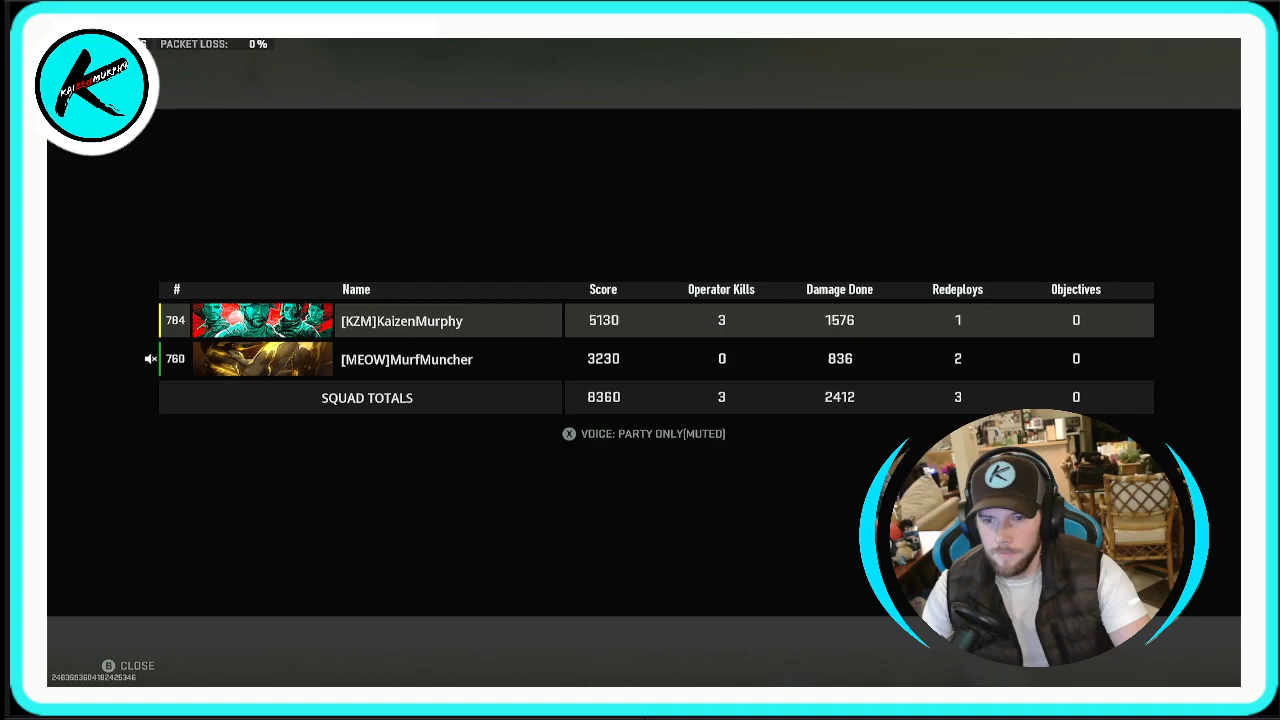 PACKET LOSS: 0 %
KAIZENMURPHY
# Name Score Operator Kills Damage Done Redeploys Objectives
784 [KZM]KaizenMurphy 5130 3 1576 1 0
760 [MEOW]MurfMuncher 3230 0 836 2 0
SQUAD TOTALS 8360 3 2412 3 0
X VOICE: PARTY ONLY(MUTED)
B CLOSE